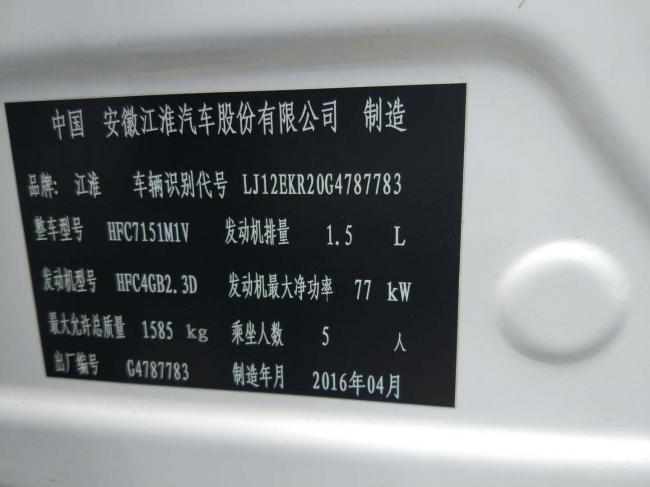 中国 安徽江淮汽车股份有限公司 制造
品牌: 江淮 车辆识别代号 LJ12EKR20G4787783
整车型号 HFC7151M1V 发动机排量 1.5 L
发动机型号 HFC4GB2.3D 发动机最大净功率 77 kW
最大允许总质量 1585 kg 乘坐人数 5 人
出厂编号 G4787783 制造年月 2016年04月